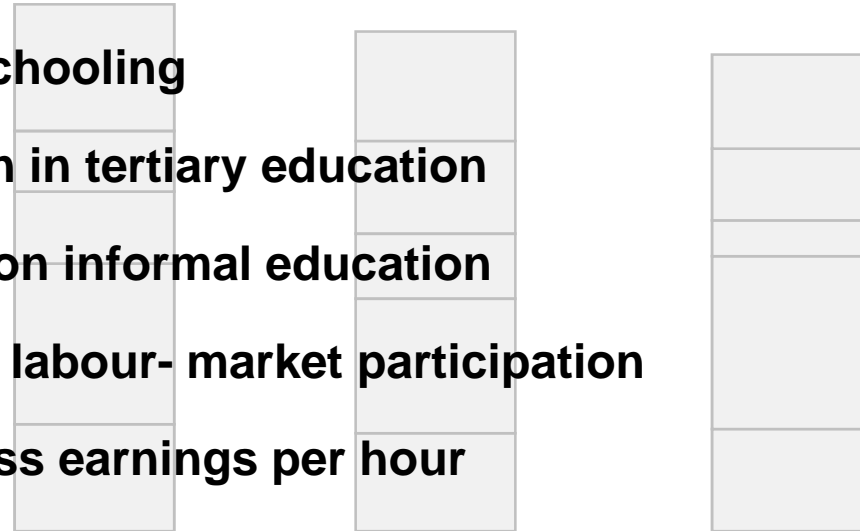 chooling
n in tertiary education
on informal education
labour- market participation
ss earnings per hour